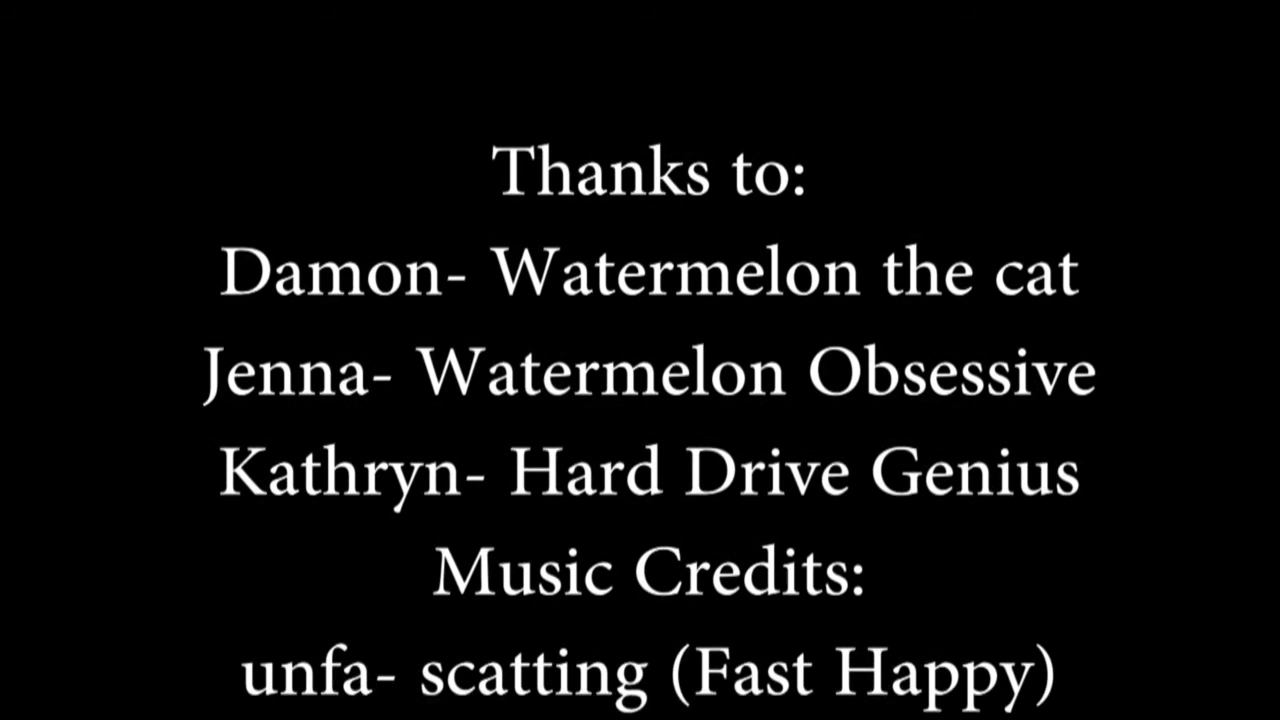 Thanks to:
Damon- Watermelon the cat
Jenna- Watermelon Obsessive
Kathryn- Hard Drive Genius
Music Credits:
unfa- scatting (Fast Happy)